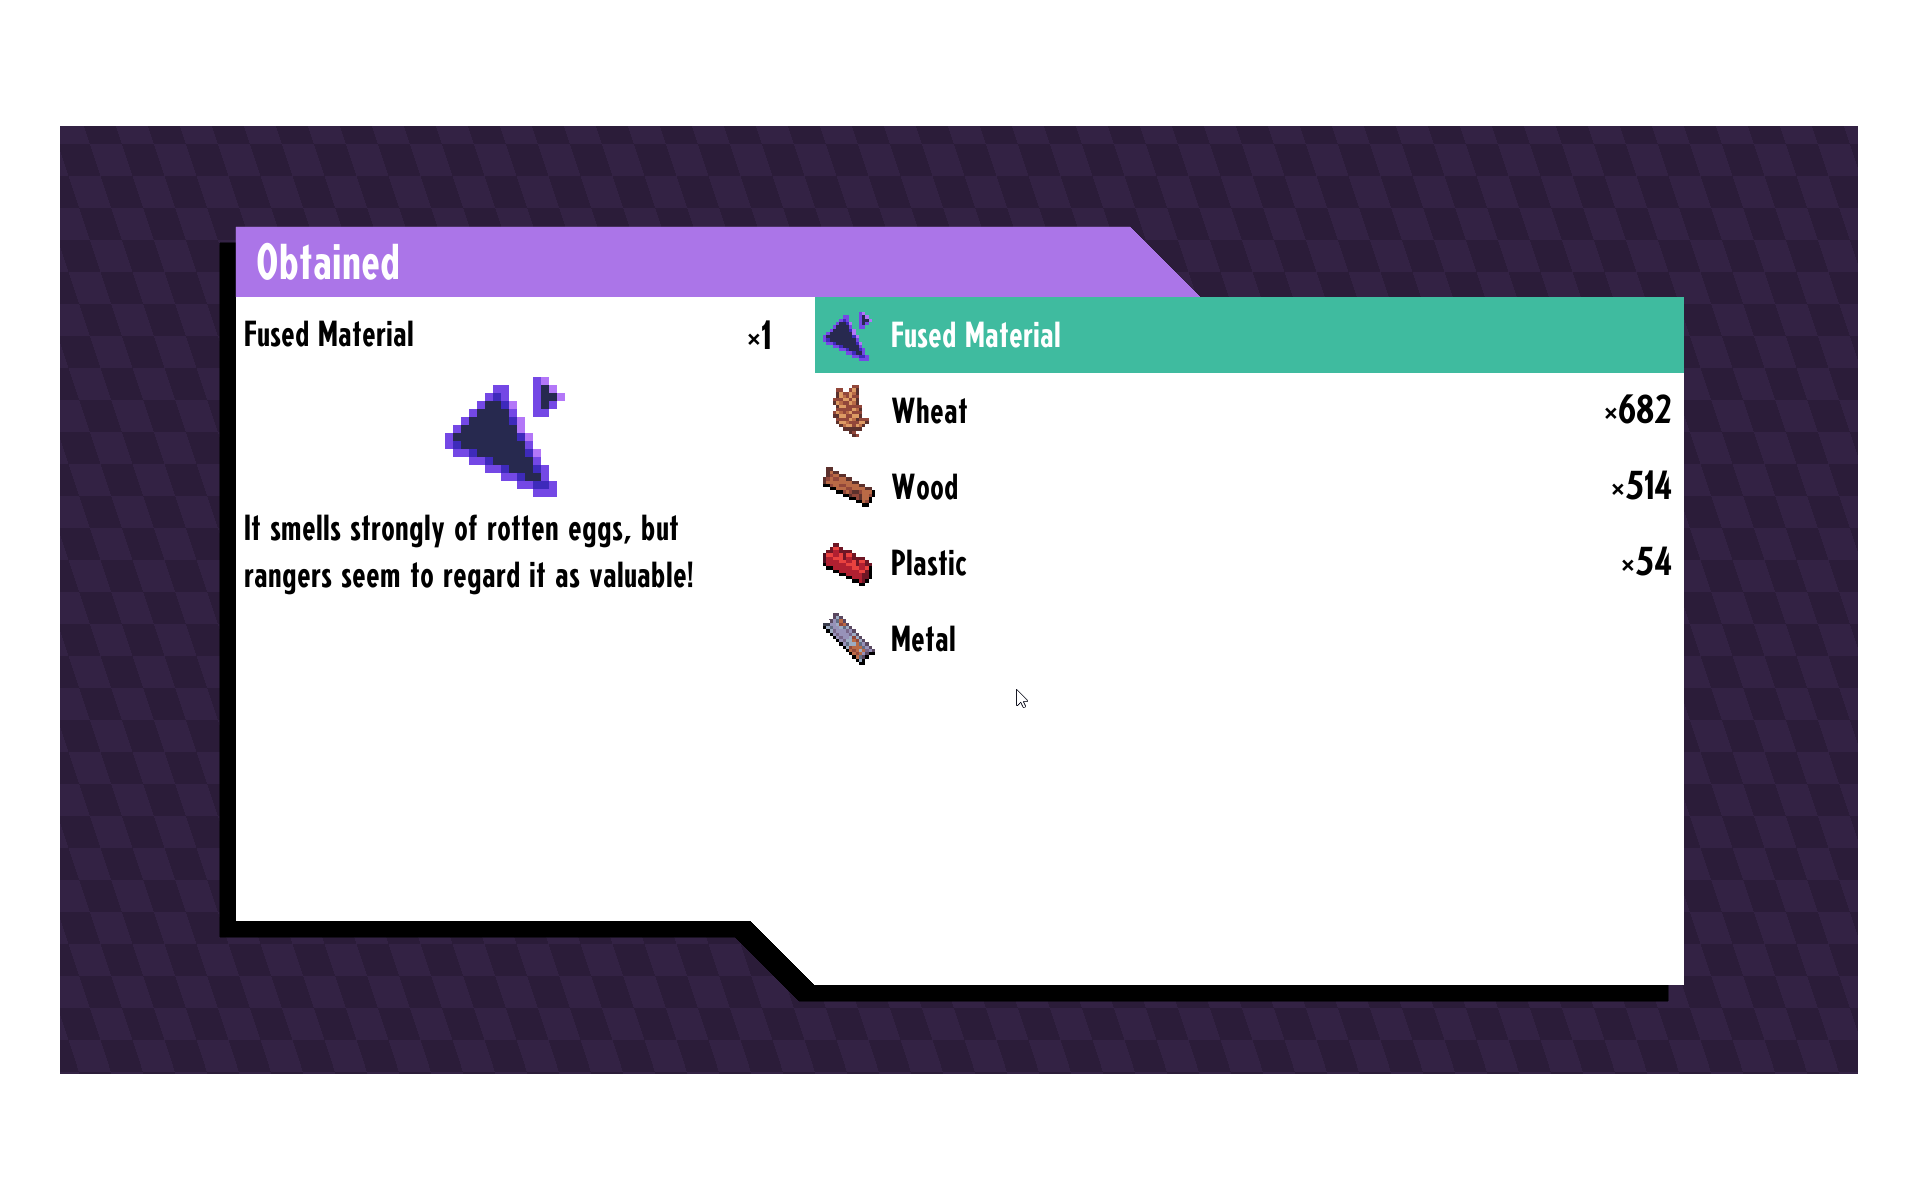 Obtained
Fused Material ×1
It smells strongly of rotten eggs, but
rangers seem to regard it as valuable!
Fused Material
Wheat ×682
Wood ×514
Plastic ×54
Metal